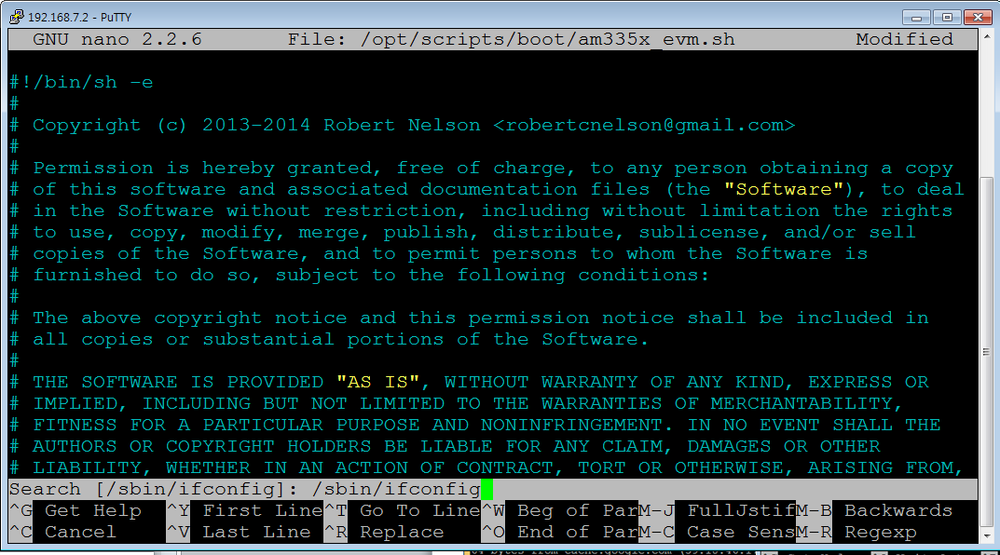 192.168.7.2 - PuTTY
GNU nano 2.2.6 File: /opt/scripts/boot/am335x_evm.sh Modified
#!/bin/sh -e
#
# Copyright (c) 2013-2014 Robert Nelson <robertcnelson@gmail.com>
#
# Permission is hereby granted, free of charge, to any person obtaining a copy
# of this software and associated documentation files (the "Software"), to deal
# in the Software without restriction, including without limitation the rights
# to use, copy, modify, merge, publish, distribute, sublicense, and/or sell
# copies of the Software, and to permit persons to whom the Software is
# furnished to do so, subject to the following conditions:
#
# The above copyright notice and this permission notice shall be included in
# all copies or substantial portions of the Software.
#
# THE SOFTWARE IS PROVIDED "AS IS", WITHOUT WARRANTY OF ANY KIND, EXPRESS OR
# IMPLIED, INCLUDING BUT NOT LIMITED TO THE WARRANTIES OF MERCHANTABILITY,
# FITNESS FOR A PARTICULAR PURPOSE AND NONINFRINGEMENT. IN NO EVENT SHALL THE
# AUTHORS OR COPYRIGHT HOLDERS BE LIABLE FOR ANY CLAIM, DAMAGES OR OTHER
# LIABILITY, WHETHER IN AN ACTION OF CONTRACT, TORT OR OTHERWISE, ARISING FROM,
Search [/sbin/ifconfig]: /sbin/ifconfig
^G Get Help ^Y First Line^T Go To Line^W Beg of ParM-J FullJstifM-B Backwards
^C Cancel ^V Last Line ^R Replace ^O End of ParM-C Case SensM-R Regexp